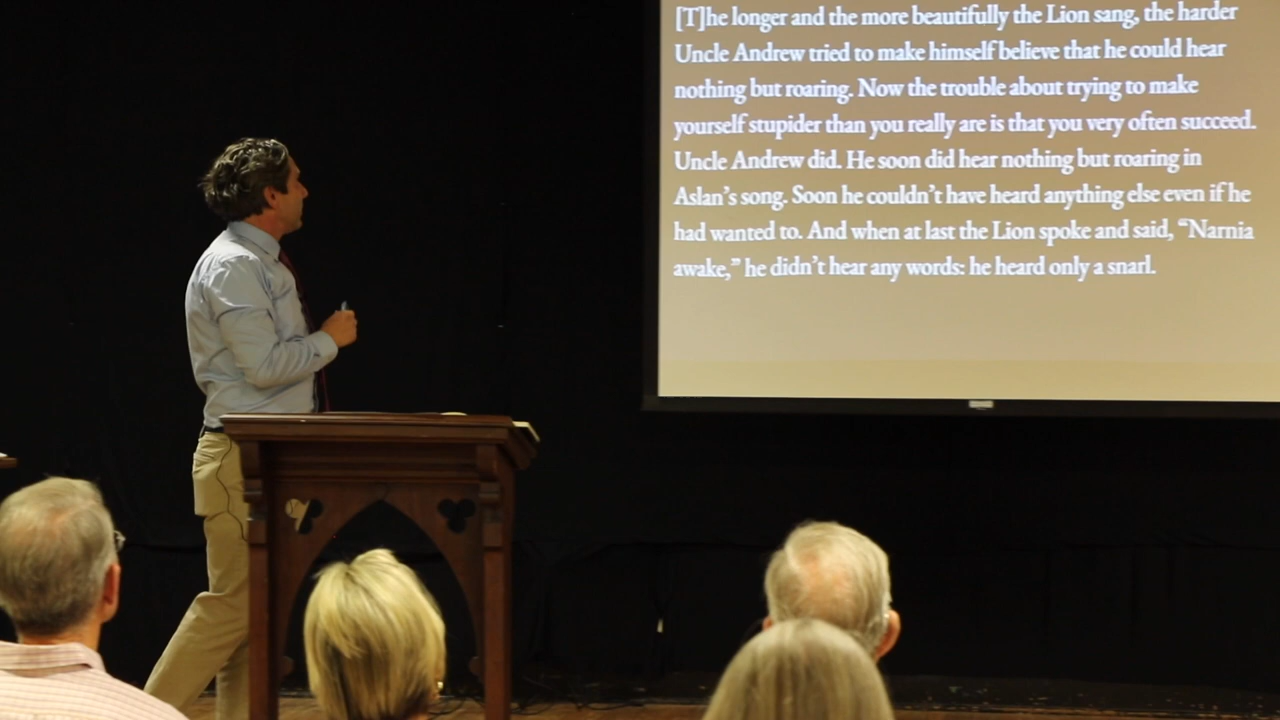 [T]he longer and the more beautifully the Lion sang, the harder
Uncle Andrew tried to make himself believe that he could hear
nothing but roaring. Now the trouble about trying to make
yourself stupider than you really are is that you very often succeed.
Uncle Andrew did. He soon did hear nothing but roaring in
Aslan’s song. Soon he couldn’t have heard anything else even if he
had wanted to. And when at last the Lion spoke and said, “Narnia
awake,” he didn’t hear any words: he heard only a snarl.